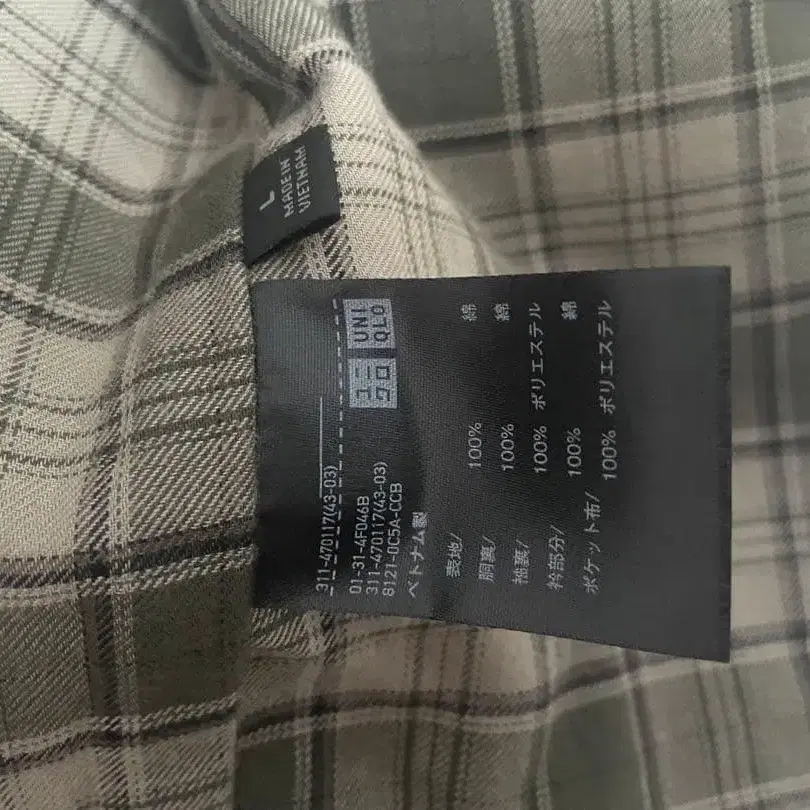 L
MADE IN
VIETNAM
ユニ
クロ
UNI
QLO
311-470117(43-03)
01-31-4F046B
311-470117(43-03)
8121-0C5A-CCB
ベトナム製
表地/ 100% 綿
胴裏/ 100% 綿
袖裏/ 100% ポリエステル
衿部分/ 100% 綿
ポケット布/ 100% ポリエステル